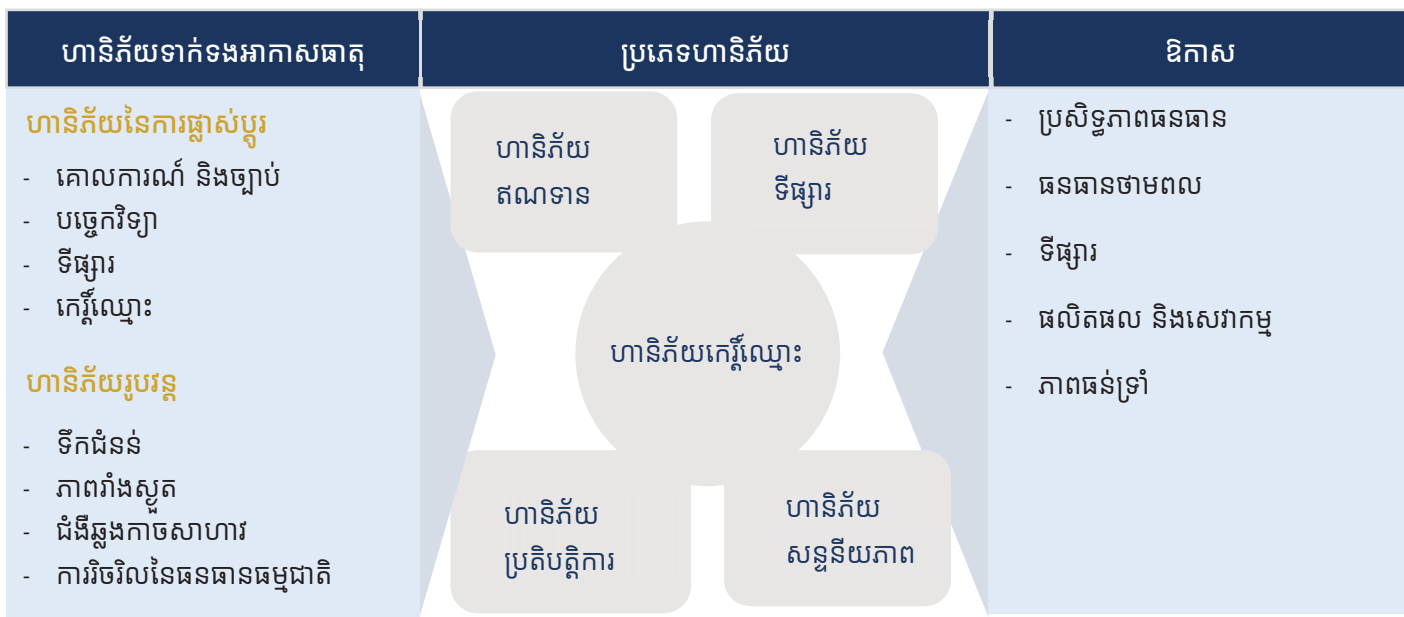 ហានិភ័យទាក់ទងអាកាសធាតុ
ប្រភេទហានិភ័យ
ឱកាស
ហានិភ័យនៃការផ្លាស់ប្តូរ
- គោលការណ៍ និងច្បាប់
- បច្ចេកវិទ្យា
- ទីផ្សារ
- កេរ្តិ៍ឈ្មោះ
ហានិភ័យរូបវន្ត
- ទឹកជំនន់
- ភាពរាំងស្ងួត
- ជំងឺឆ្លងកាចសាហាវ
- ការរិចរិលនៃធនធានធម្មជាតិ
ហានិភ័យ
ឥណទាន
ហានិភ័យ
ទីផ្សារ
ហានិភ័យកេរ្តិ៍ឈ្មោះ
ហានិភ័យ
ប្រតិបត្តិការ
ហានិភ័យ
សន្ទនីយភាព
- ប្រសិទ្ធភាពធនធាន
- ធនធានថាមពល
- ទីផ្សារ
- ផលិតផល និងសេវាកម្ម
- ភាពធន់ទ្រាំ